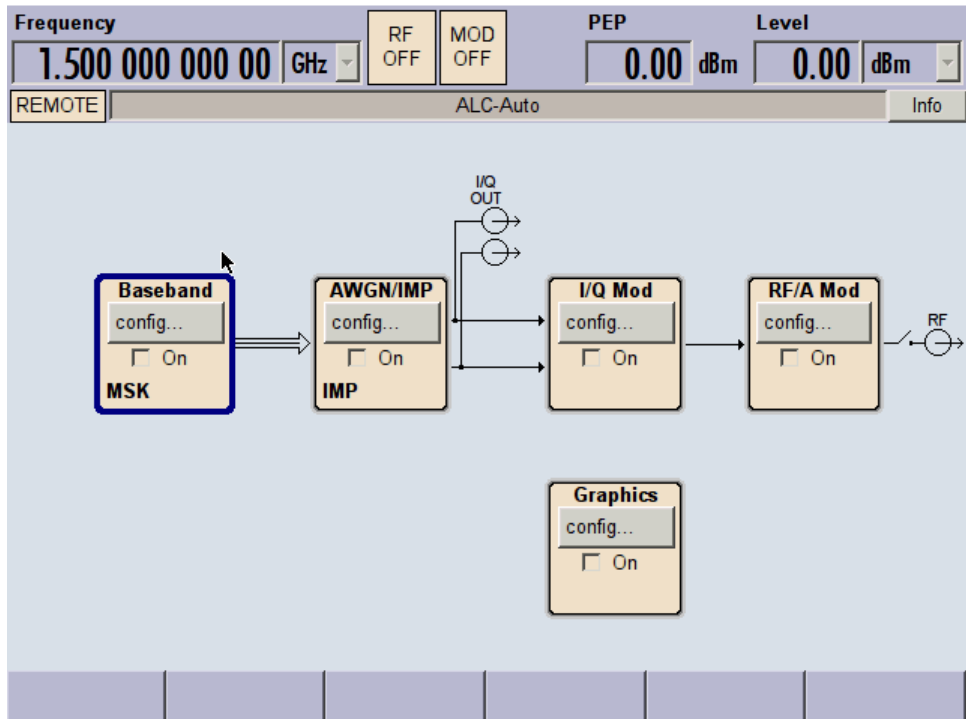 Frequency
PEP
Level
1.500 000 000 00 GHz
RF OFF
MOD OFF
0.00 dBm
0.00 dBm
REMOTE
ALC-Auto
Info
I/Q
OUT
Baseband
config...
On
MSK
AWGN/IMP
config...
On
IMP
I/Q Mod
config...
On
RF/A Mod
config...
On
RF
Graphics
config...
On